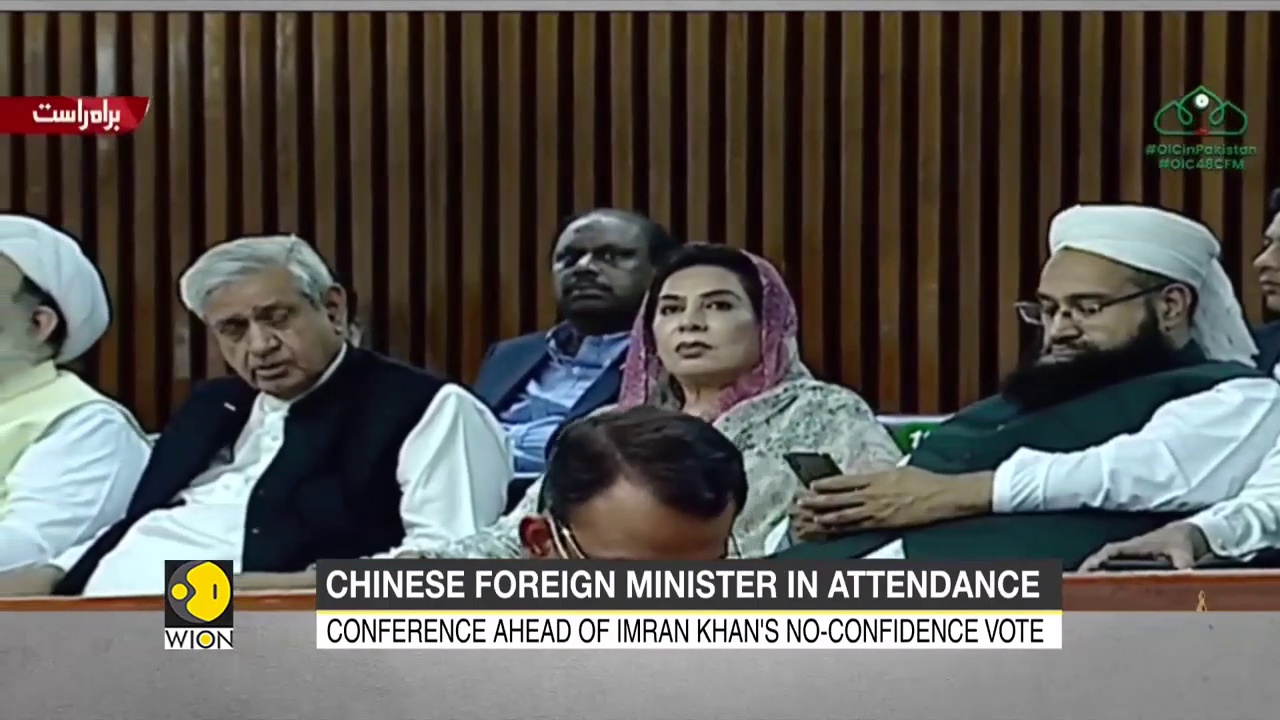 براہ راست
#OICinPakistan
#OIC48CFM
CHINESE FOREIGN MINISTER IN ATTENDANCE
CONFERENCE AHEAD OF IMRAN KHAN'S NO-CONFIDENCE VOTE
WION